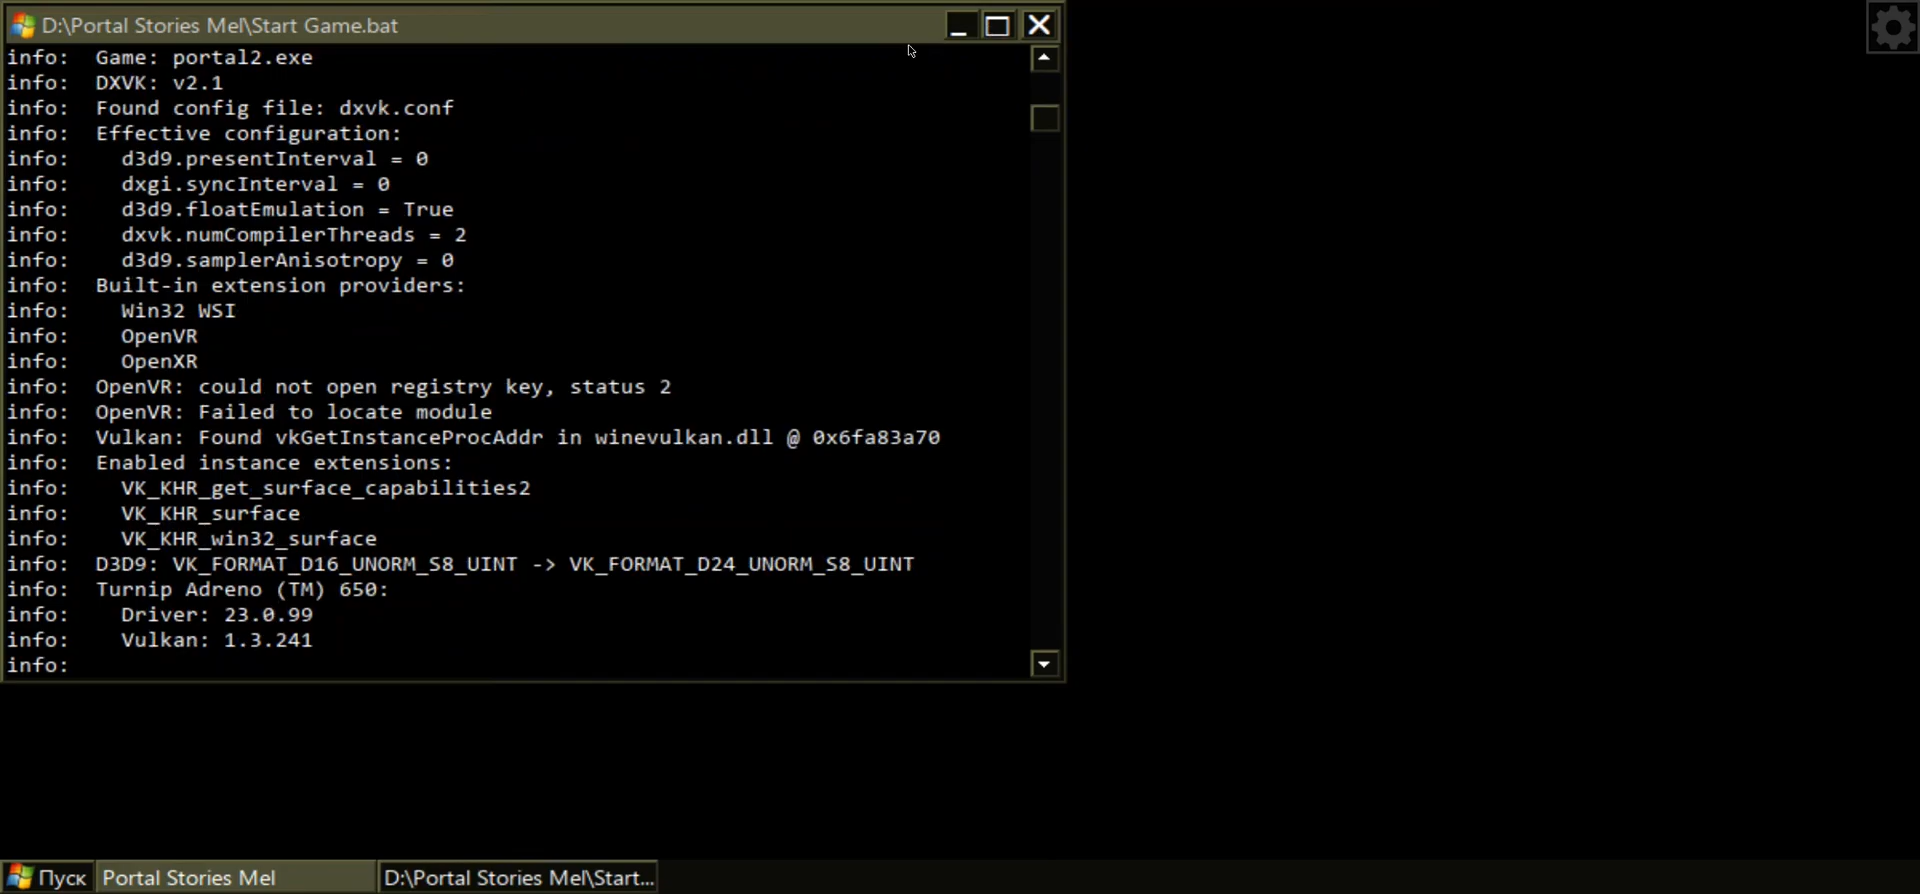 D:\Portal Stories Mel\Start Game.bat
info:  Game: portal2.exe
info:  DXVK: v2.1
info:  Found config file: dxvk.conf
info:  Effective configuration:
info:    d3d9.presentInterval = 0
info:    dxgi.syncInterval = 0
info:    d3d9.floatEmulation = True
info:    dxvk.numCompilerThreads = 2
info:    d3d9.samplerAnisotropy = 0
info:  Built-in extension providers:
info:    Win32 WSI
info:    OpenVR
info:    OpenXR
info:  OpenVR: could not open registry key, status 2
info:  OpenVR: Failed to locate module
info:  Vulkan: Found vkGetInstanceProcAddr in winevulkan.dll @ 0x6fa83a70
info:  Enabled instance extensions:
info:    VK_KHR_get_surface_capabilities2
info:    VK_KHR_surface
info:    VK_KHR_win32_surface
info:  D3D9: VK_FORMAT_D16_UNORM_S8_UINT -> VK_FORMAT_D24_UNORM_S8_UINT
info:  Turnip Adreno (TM) 650:
info:    Driver: 23.0.99
info:    Vulkan: 1.3.241
info:
Пуск
Portal Stories Mel
D:\Portal Stories Mel\Start...